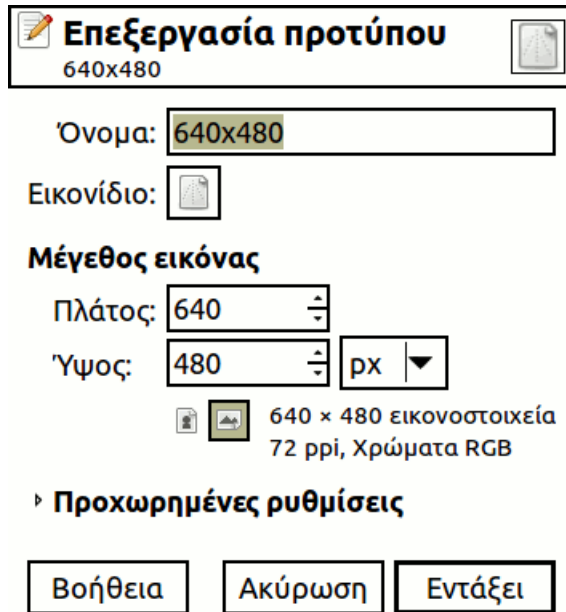 Επεξεργασία προτύπου
640x480
Όνομα: 640x480
Εικονίδιο:
Μέγεθος εικόνας
Πλάτος: 640
Ύψος: 480 px
640 × 480 εικονοστοιχεία
72 ppi, Χρώματα RGB
Προχωρημένες ρυθμίσεις
Βοήθεια Ακύρωση Εντάξει